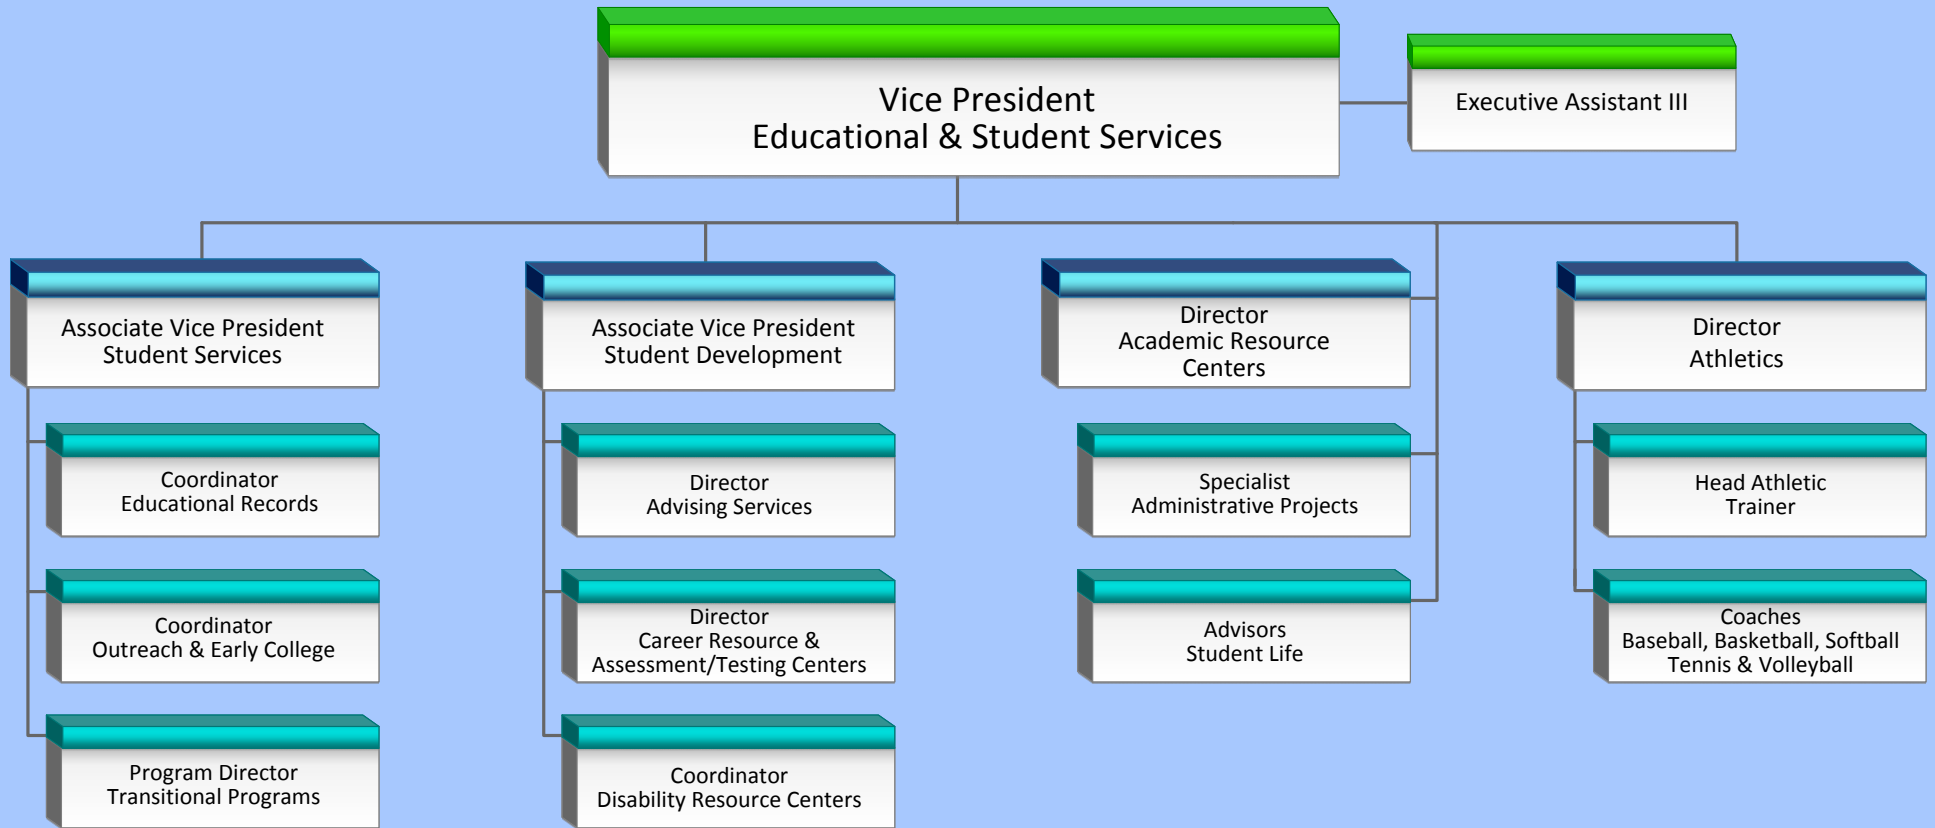 Vice President
Educational & Student Services
Executive Assistant III
Associate Vice President
Student Services
Associate Vice President
Student Development
Director
Academic Resource
Centers
Director
Athletics
Coordinator
Educational Records
Director
Advising Services
Specialist
Administrative Projects
Head Athletic
Trainer
Coordinator
Outreach & Early College
Director
Career Resource &
Assessment/Testing Centers
Advisors
Student Life
Coaches
Baseball, Basketball, Softball
Tennis & Volleyball
Program Director
Transitional Programs
Coordinator
Disability Resource Centers